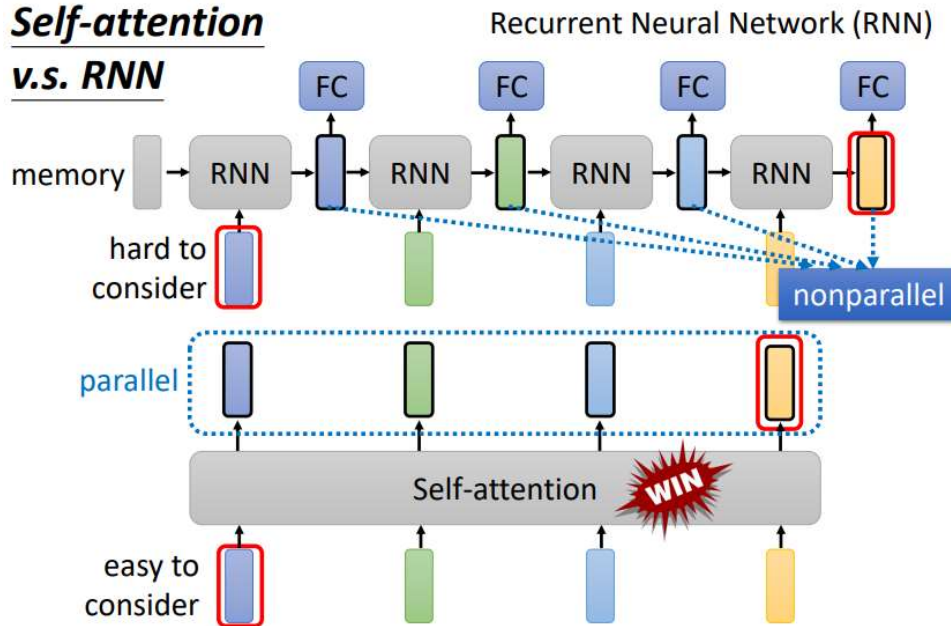 Self-attention
v.s. RNN
Recurrent Neural Network (RNN)
FC
FC
FC
FC
memory
RNN
RNN
RNN
RNN
hard to
consider
nonparallel
parallel
Self-attention
WIN
easy to
consider